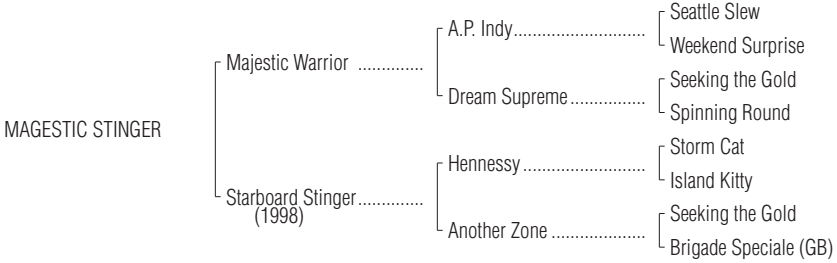 Seattle Slew
A.P. Indy..............................
Weekend Surprise
Majestic Warrior ..............
Seeking the Gold
Dream Supreme................
Spinning Round
MAGESTIC STINGER
Storm Cat
Hennessy ...........................
Island Kitty
Starboard Stinger..............
(1998)
Seeking the Gold
Another Zone ....................
Brigade Speciale (GB)